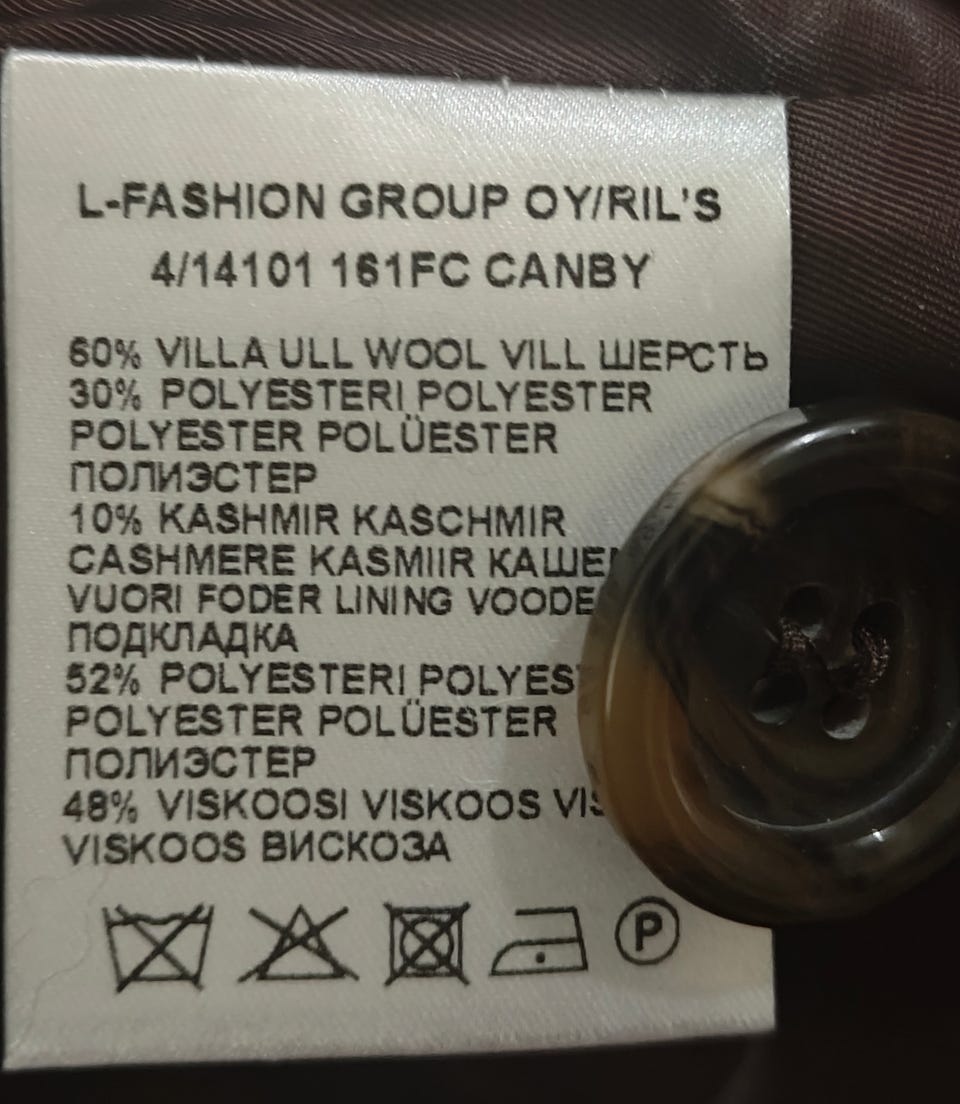 L-FASHION GROUP OY/RIL'S
4/14101 161FC CANBY
60% VILLA ULL WOOL VILL ШЕРСТЬ
30% POLYESTERI POLYESTER
POLYESTER POLÜESTER
ПОЛИЭСТЕР
10% KASHMIR KASCHMIR
CASHMERE KASMIIR
VUORI FODER LINING
ПОДКЛАДКА
52% POLYESTERI
POLYESTER POLÜESTER
ПОЛИЭСТЕР
48% VISKOOSI VISKOOS
VISKOOS ВИСКОЗА
P